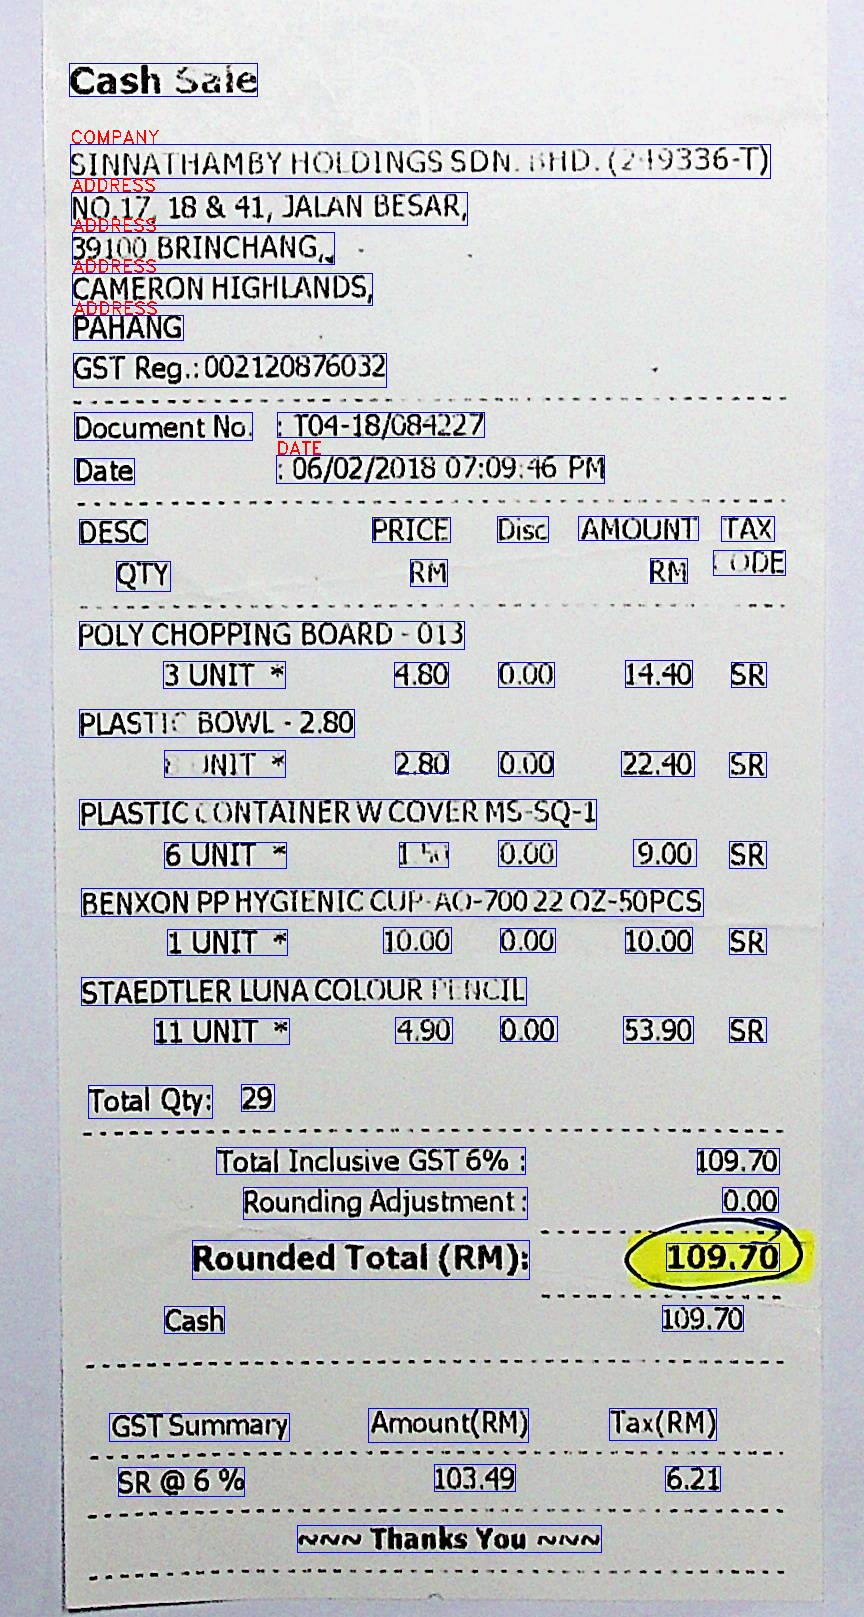 Cash Sale
COMPANY
SINNATHAMBY HOLDINGS SDN. BHD. (249336-T)
ADDRESS
NO.17, 18 & 41, JALAN BESAR,
ADDRESS
39100 BRINCHANG,
ADDRESS
CAMERON HIGHLANDS,
ADDRESS
PAHANG
GST Reg.: 002120876032
Document No. : T04-18/084227
DATE
Date : 06/02/2018 07:09:46 PM
DESC PRICE Disc AMOUNT TAX
QTY RM RM CODE
POLY CHOPPING BOARD - 013
3 UNIT * 4.80 0.00 14.40 SR
PLASTIC BOWL - 2.80
8 UNIT * 2.80 0.00 22.40 SR
PLASTIC CONTAINER W COVER MS-SQ-1
6 UNIT * 1.50 0.00 9.00 SR
BENXON PP HYGIENIC CUP-AO-700 22 OZ-50PCS
1 UNIT * 10.00 0.00 10.00 SR
STAEDTLER LUNA COLOUR PENCIL
11 UNIT * 4.90 0.00 53.90 SR
Total Qty: 29
Total Inclusive GST 6% : 109.70
Rounding Adjustment : 0.00
Rounded Total (RM): 109.70
Cash 109.70
GST Summary Amount(RM) Tax(RM)
SR @ 6 % 103.49 6.21
~~~ Thanks You ~~~